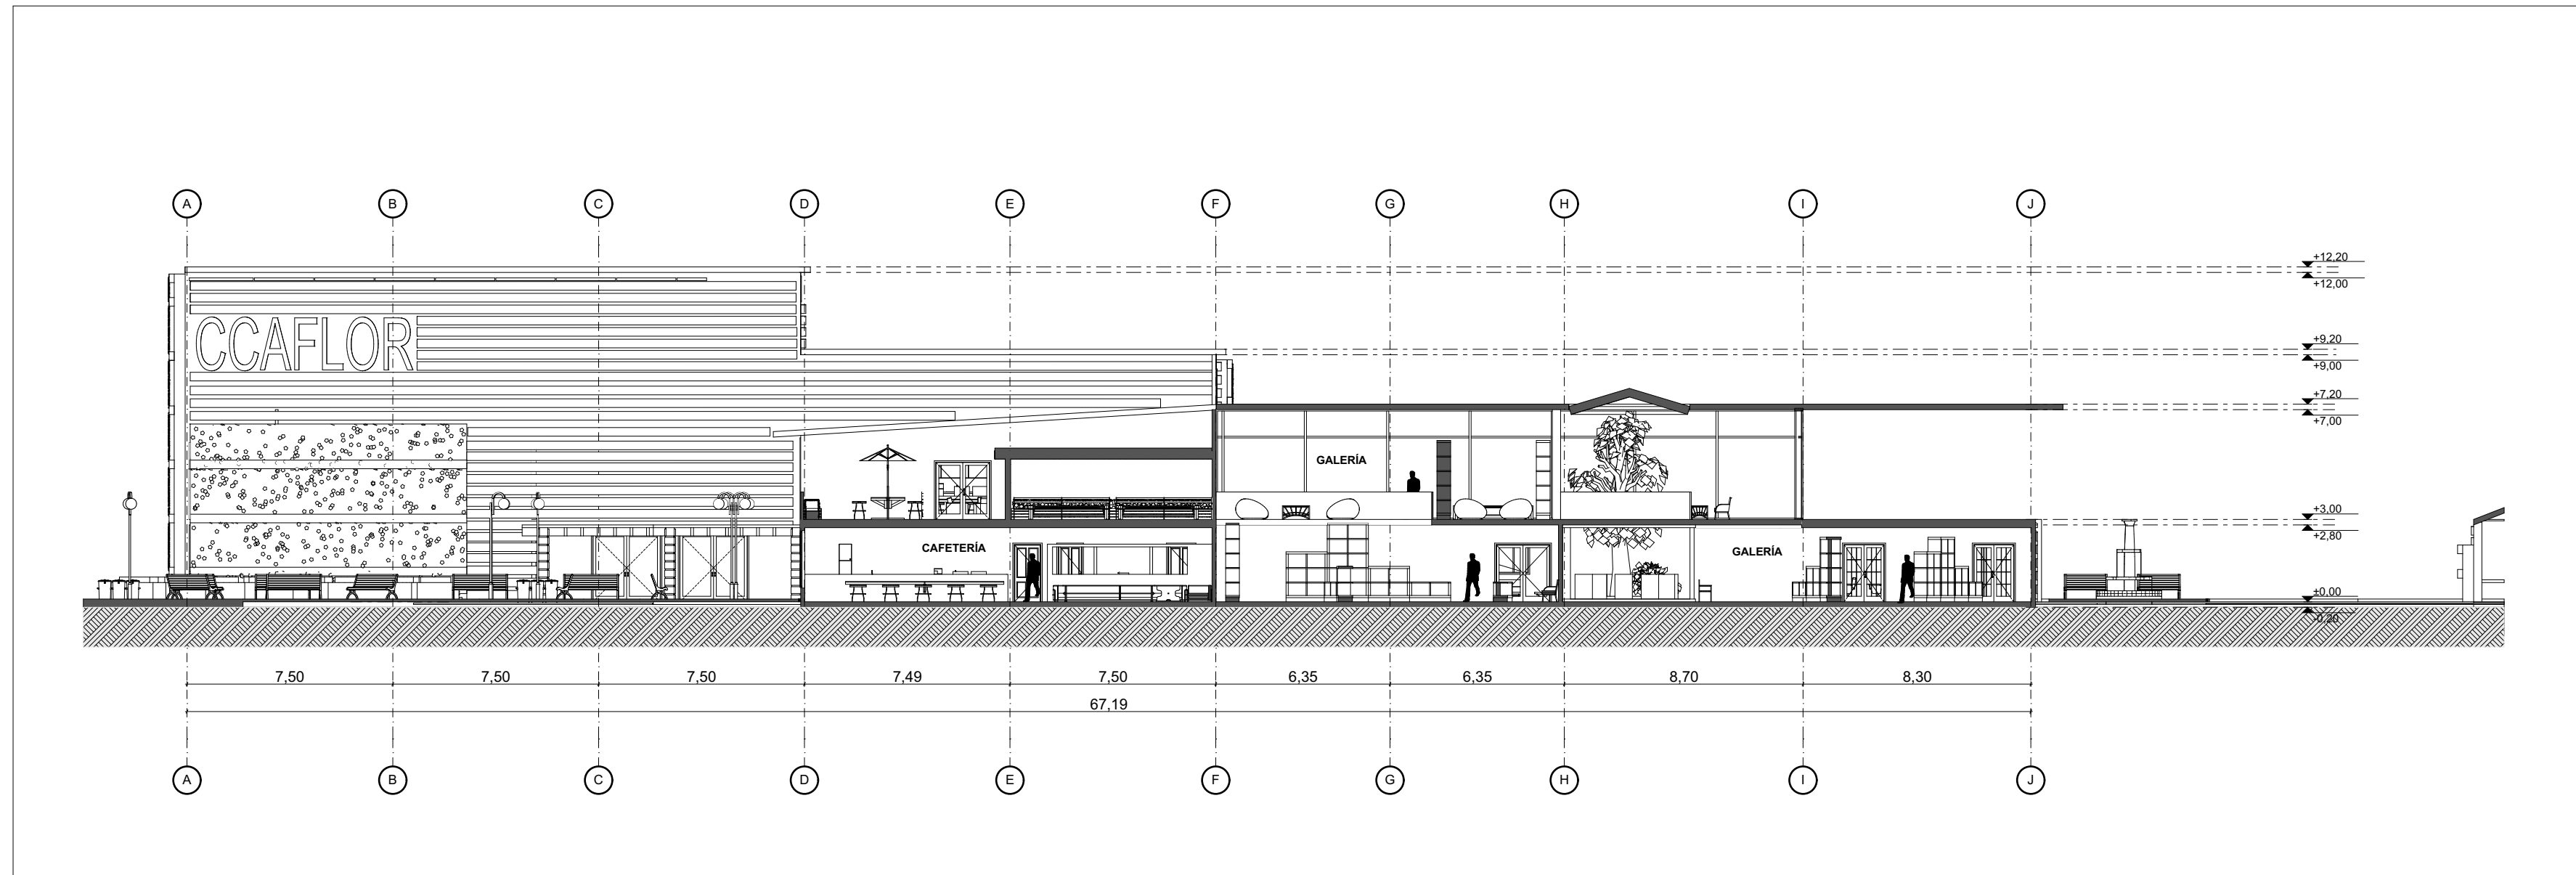 A B C D E F G H I J
+12,20
+12,00
CCAFLOR
+9,20
+9,00
+7,20
+7,00
GALERÍA
+3,00
+2,80
CAFETERÍA
GALERÍA
+0,00
-0,20
7,50 7,50 7,50 7,49 7,50 6,35 6,35 8,70 8,30
67,19
A B C D E F G H I J